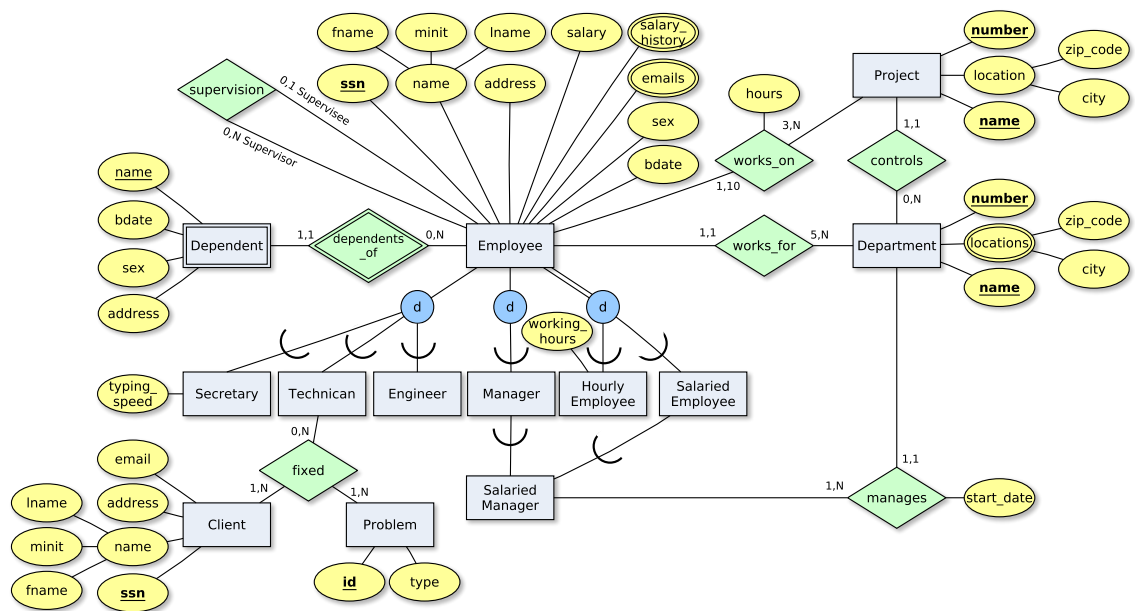 fname
minit
lname
salary
salary_
history
number
zip_code
ssn
name
address
emails
Project
location
city
supervision
0,1 Supervisee
0,N Supervisor
hours
sex
3,N
1,1
name
bdate
works_on
controls
1,10
0,N
name
bdate
sex
address
Dependent
1,1
dependents
_of
0,N
Employee
1,1
works_for
5,N
Department
number
locations
zip_code
city
name
d
d
d
working_
hours
typing_
speed
Secretary
Technican
Engineer
Manager
Hourly
Employee
Salaried
Employee
0,N
fixed
1,N
1,N
email
address
lname
minit
fname
name
ssn
Client
Problem
id
type
Salaried
Manager
1,N
1,1
manages
start_date